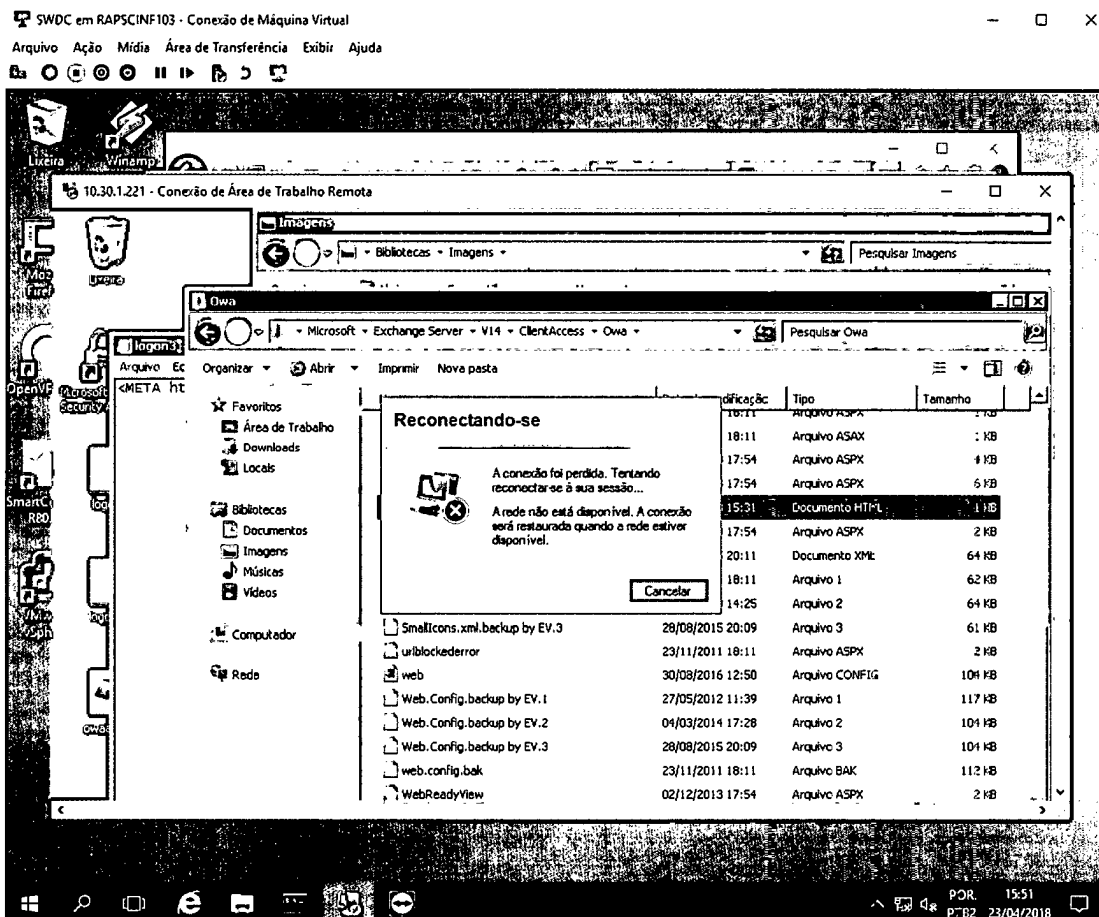 SWDC em RAPSCINF103 - Conexão de Máquina Virtual
Arquivo Ação Mídia Área de Transferência Exibir Ajuda
Lixeira
Winamp
10.30.1.221 - Conexão de Área de Trabalho Remota
Imagens
Bibliotecas Imagens
Pesquisar Imagens
Lixeira
Owa
Microsoft Exchange Server V14 ClientAccess Owa
Pesquisar Owa
logon3
Arquivo Ec
<META ht
Organizar Abrir Imprimir Nova pasta
Favoritos
Área de Trabalho
Downloads
Locais
Bibliotecas
Documentos
Imagens
Músicas
Vídeos
Computador
Rede
Tipo Tamanho
18:11 Arquivo ASPX
18:11 Arquivo ASAX
17:54 Arquivo ASPX 4 KB
17:54 Arquivo ASPX 6 KB
15:31 Documento HTML 1 KB
17:54 Arquivo ASPX 2 KB
20:11 Documento XML 64 KB
18:11 Arquivo 1 62 KB
14:25 Arquivo 2 64 KB
SmallIcons.xml.backup by EV.3 28/08/2015 20:09 Arquivo 3 61 KB
urlblockederror 23/11/2011 18:11 Arquivo ASPX 2 KB
web 30/08/2016 12:50 Arquivo CONFIG 104 KB
Web.Config.backup by EV.1 27/05/2012 11:39 Arquivo 1 117 KB
Web.Config.backup by EV.2 04/03/2014 17:28 Arquivo 2 104 KB
Web.Config.backup by EV.3 28/08/2015 20:09 Arquivo 3 104 KB
web.config.bak 23/11/2011 18:11 Arquivo BAK 112 KB
WebReadyView 02/12/2013 17:54 Arquivo ASPX 2 KB
Reconectando-se
A conexão foi perdida. Tentando
reconectar-se à sua sessão...
A rede não está disponível. A conexão
será restaurada quando a rede estiver
disponível.
Cancelar
POR 15:51
PTB2 23/04/2018